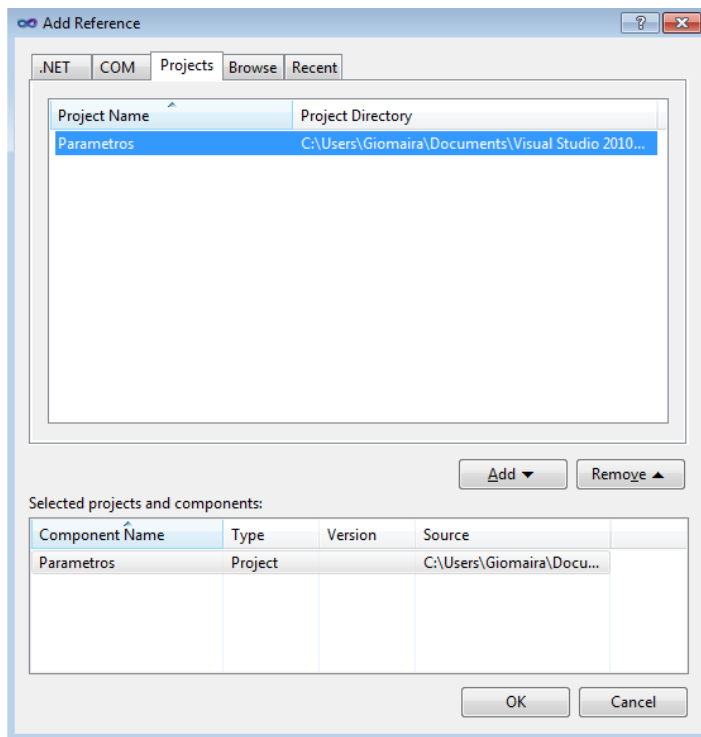 Add Reference
.NET COM Projects Browse Recent
Project Name Project Directory
Parametros C:\Users\Giomaira\Documents\Visual Studio 2010...
Add Remove
Selected projects and components:
Component Name Type Version Source
Parametros Project C:\Users\Giomaira\Docu...
OK Cancel